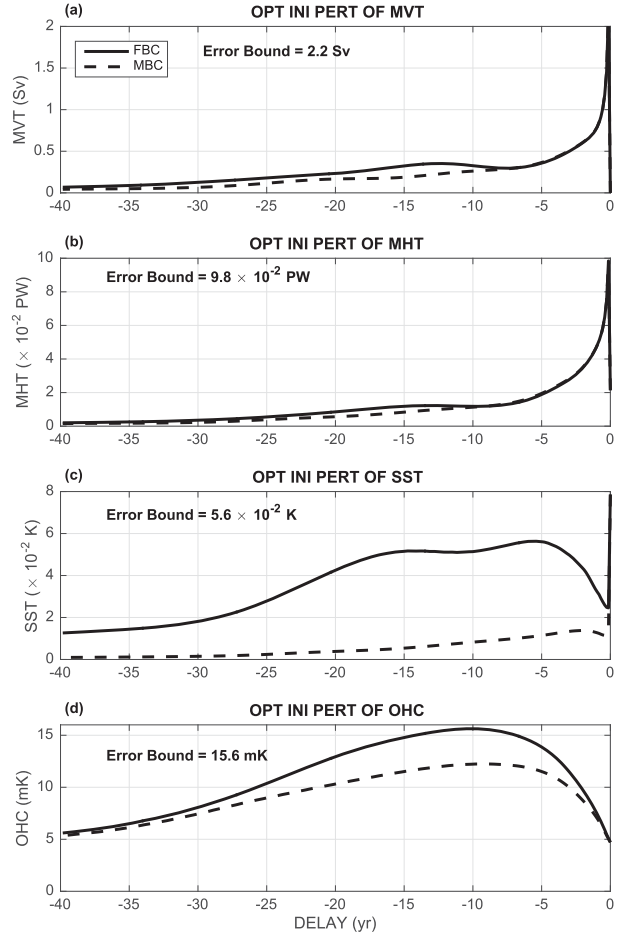 (a)
OPT INI PERT OF MVT
FBC
MBC
Error Bound = 2.2 Sv
MVT (Sv)
2
1.5
1
0.5
0
-40 -35 -30 -25 -20 -15 -10 -5 0
(b)
OPT INI PERT OF MHT
Error Bound = 9.8 × 10⁻² PW
MHT (× 10⁻² PW)
10
8
6
4
2
0
-40 -35 -30 -25 -20 -15 -10 -5 0
(c)
OPT INI PERT OF SST
Error Bound = 5.6 × 10⁻² K
SST (× 10⁻² K)
8
6
4
2
0
-40 -35 -30 -25 -20 -15 -10 -5 0
(d)
OPT INI PERT OF OHC
Error Bound = 15.6 mK
OHC (mK)
15
10
5
0
-40 -35 -30 -25 -20 -15 -10 -5 0
DELAY (yr)